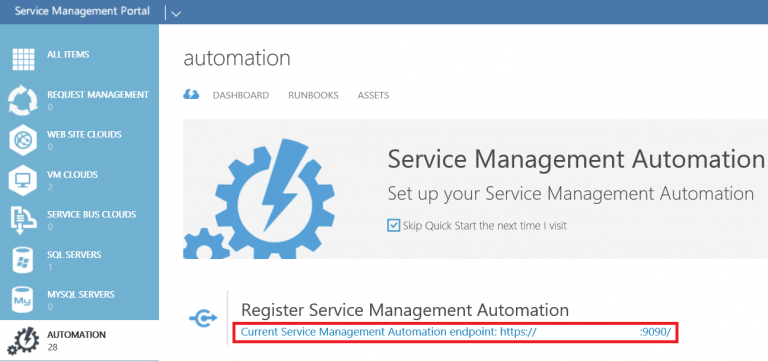 Service Management Portal
ALL ITEMS
REQUEST MANAGEMENT
0
WEB SITE CLOUDS
0
VM CLOUDS
2
SERVICE BUS CLOUDS
0
SQL SERVERS
1
MYSQL SERVERS
0
AUTOMATION
28
automation
DASHBOARD RUNBOOKS ASSETS
Service Management Automation
Set up your Service Management Automation
Skip Quick Start the next time I visit
Register Service Management Automation
Current Service Management Automation endpoint: https:// :9090/
My